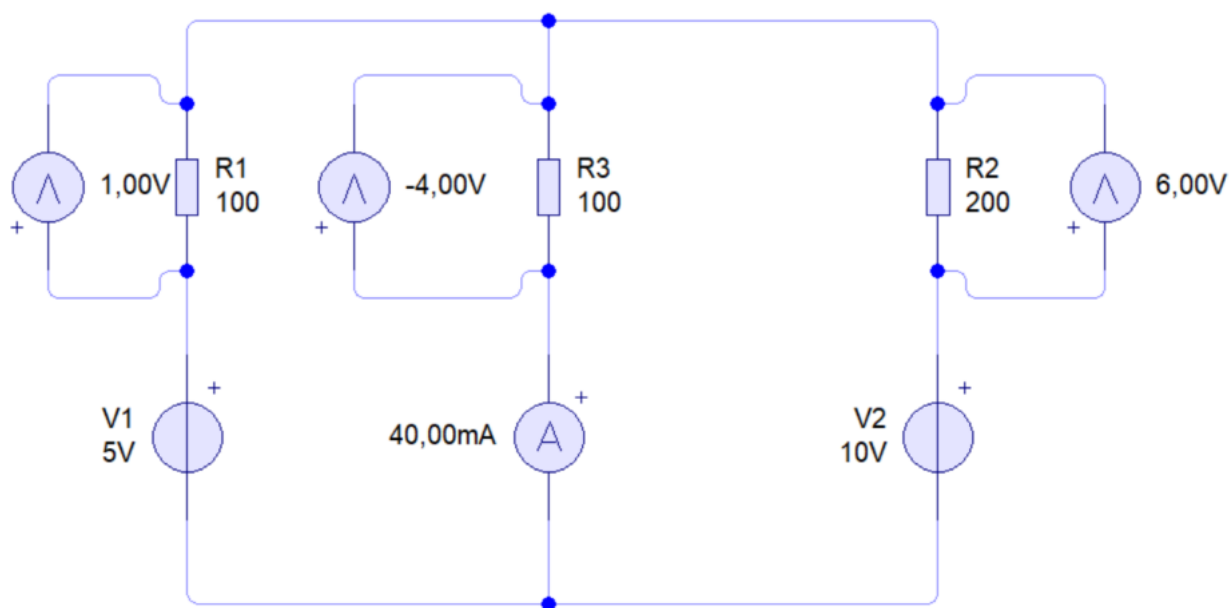 1,00V
R1
100
-4,00V
R3
100
R2
200
6,00V
+
+
+
+
+
+
V1
5V
40,00mA
A
V2
10V